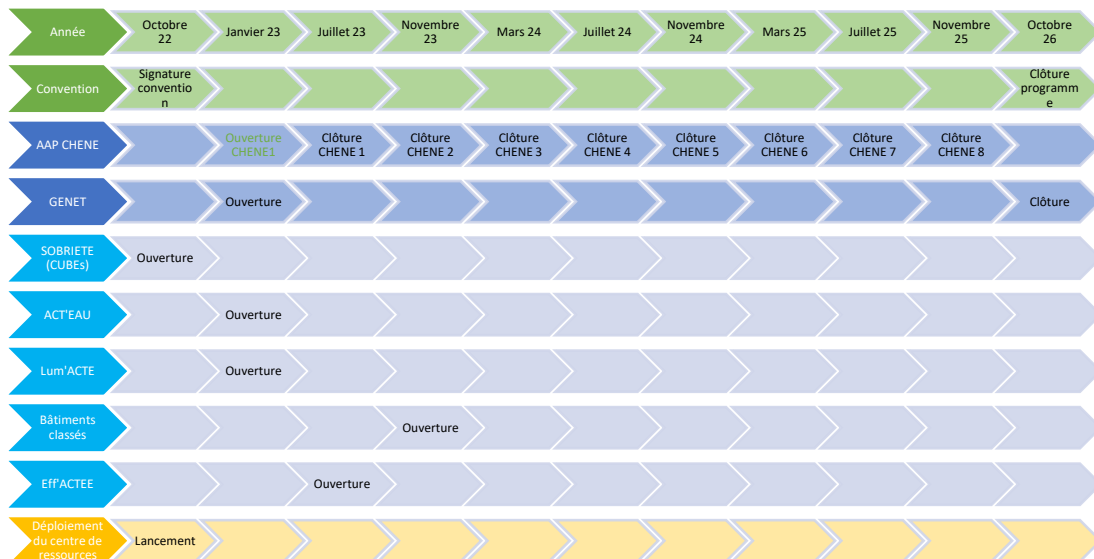 Année
Octobre
22
Janvier 23
Juillet 23
Novembre
23
Mars 24
Juillet 24
Novembre
24
Mars 25
Juillet 25
Novembre
25
Octobre
26
Convention
Signature
conventio
n
Clôture
programm
e
AAP CHENE
Ouverture
CHENE1
Clôture
CHENE 1
Clôture
CHENE 2
Clôture
CHENE 3
Clôture
CHENE 4
Clôture
CHENE 5
Clôture
CHENE 6
Clôture
CHENE 7
Clôture
CHENE 8
GENET
Ouverture
Clôture
SOBRIETE
(CUBEs)
Ouverture
ACT'EAU
Ouverture
Lum'ACTE
Ouverture
Bâtiments
classés
Ouverture
Eff'ACTEE
Ouverture
Déploiement
du centre de
ressources
Lancement